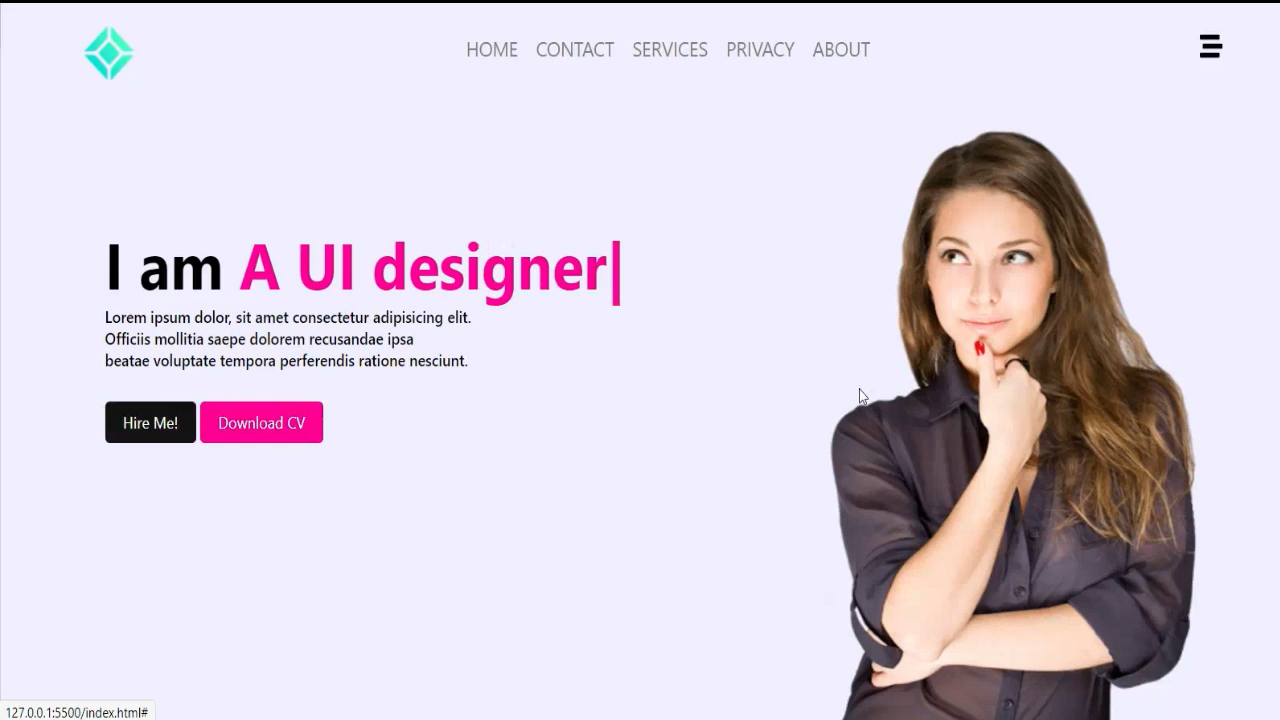 HOME CONTACT SERVICES PRIVACY ABOUT
I am A UI designer|
Lorem ipsum dolor, sit amet consectetur adipisicing elit.
Officiis mollitia saepe dolorem recusandae ipsa
beatae voluptate tempora perferendis ratione nesciunt.
Hire Me! Download CV
127.0.0.1:5500/index.html#